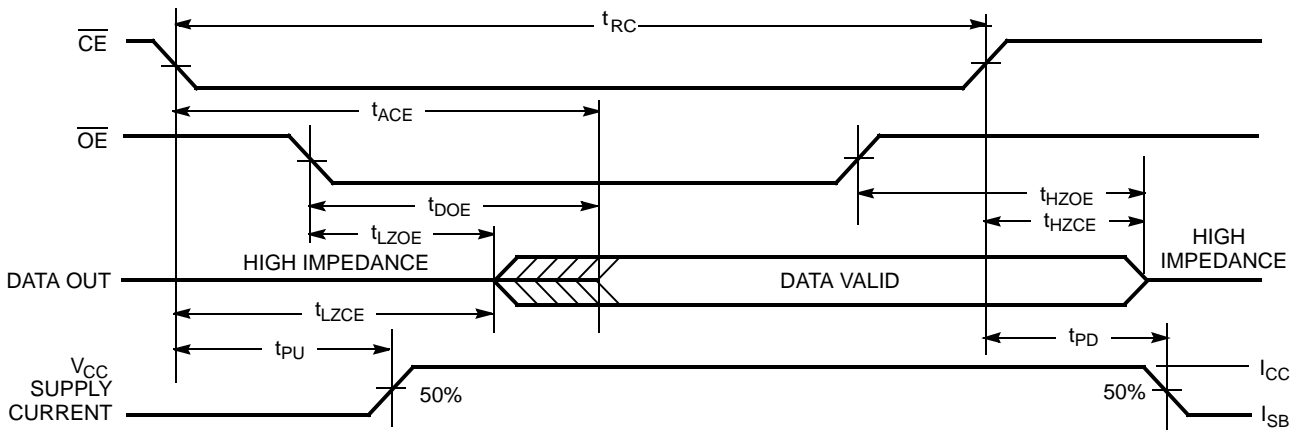 tRC
CE
tACE
OE
tHZOE
tDOE
tHZCE
tLZOE
HIGH
IMPEDANCE
HIGH IMPEDANCE
DATA OUT
DATA VALID
tLZCE
tPU
tPD
VCC
SUPPLY
CURRENT
50%
50%
ICC
ISB